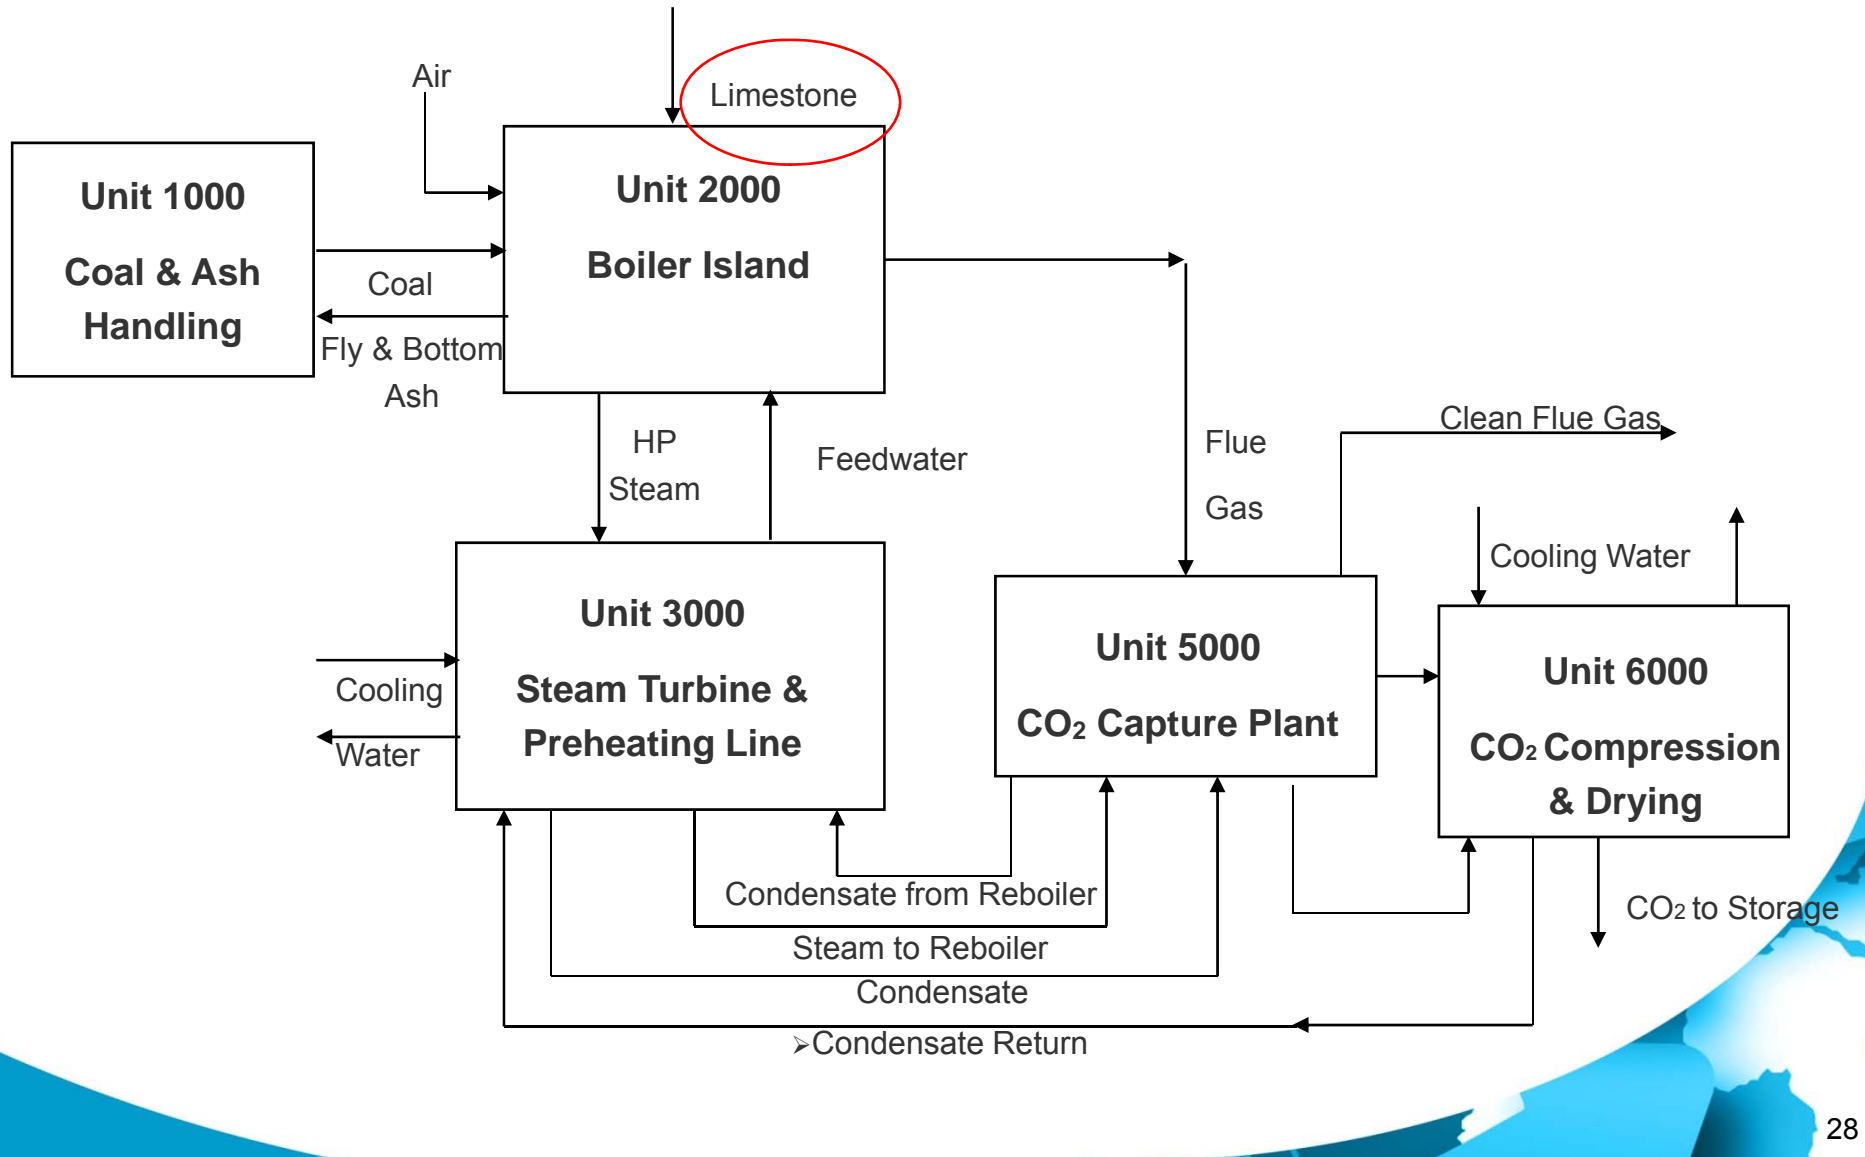 Air
Limestone
Unit 1000
Coal & Ash
Handling
Unit 2000
Boiler Island
Coal
Fly & Bottom
Ash
HP
Steam
Feedwater
Flue
Gas
Clean Flue Gas
Cooling Water
Unit 3000
Steam Turbine &
Preheating Line
Cooling
Water
Unit 5000
CO₂ Capture Plant
Unit 6000
CO₂ Compression
& Drying
Condensate from Reboiler
Steam to Reboiler
Condensate
➢Condensate Return
CO₂ to Storage
28